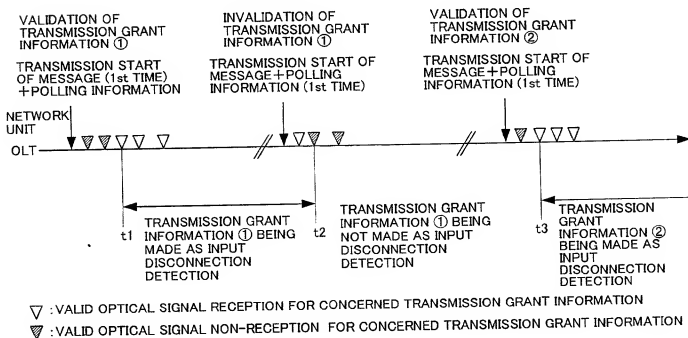 VALIDATION OF
TRANSMISSION GRANT
INFORMATION ①
TRANSMISSION START
OF MESSAGE (1st TIME)
+POLLING INFORMATION
INVALIDATION OF
TRANSMISSION GRANT
INFORMATION ①
TRANSMISSION START OF
MESSAGE+POLLING
INFORMATION (1st TIME)
VALIDATION OF
TRANSMISSION GRANT
INFORMATION ②
TRANSMISSION START OF
MESSAGE+POLLING
INFORMATION (1st TIME)
NETWORK
UNIT
OLT
t1
TRANSMISSION GRANT
INFORMATION ① BEING
MADE AS INPUT
DISCONNECTION
DETECTION
t2
TRANSMISSION GRANT
INFORMATION ① BEING
NOT MADE AS INPUT
DISCONNECTION
DETECTION
t3
TRANSMISSION
GRANT
INFORMATION ②
BEING MADE AS
INPUT
DISCONNECTION
DETECTION
: VALID OPTICAL SIGNAL RECEPTION FOR CONCERNED TRANSMISSION GRANT INFORMATION
: VALID OPTICAL SIGNAL NON-RECEPTION FOR CONCERNED TRANSMISSION GRANT INFORMATION